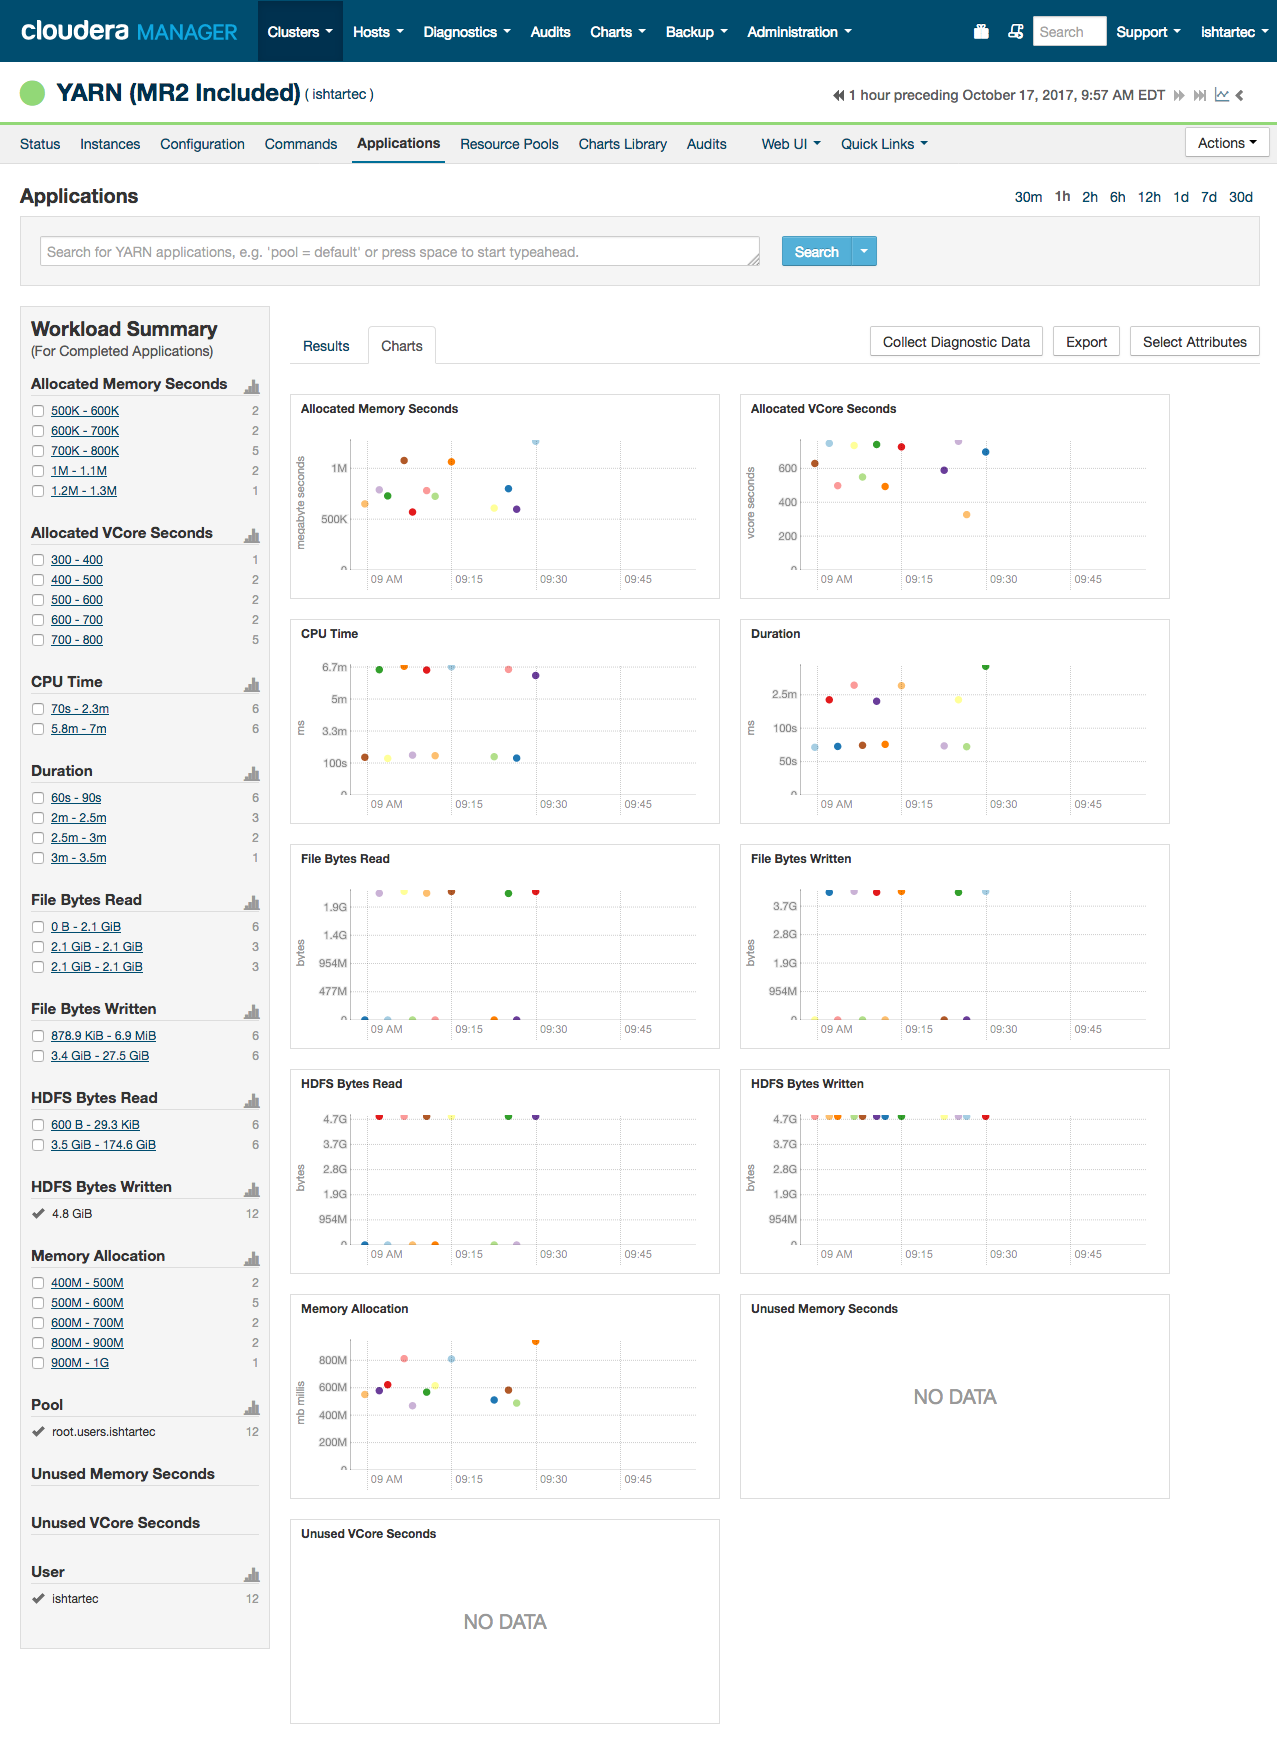 cloudera MANAGER Clusters Hosts Diagnostics Audits Charts Backup Administration Search Support ishtartec
YARN (MR2 Included) ( ishtartec ) 1 hour preceding October 17, 2017, 9:57 AM EDT
Status Instances Configuration Commands Applications Resource Pools Charts Library Audits Web UI Quick Links Actions
Applications 30m 1h 2h 6h 12h 1d 7d 30d
Search for YARN applications, e.g. 'pool = default' or press space to start typeahead. Search
Workload Summary
(For Completed Applications)
Allocated Memory Seconds
500K - 600K 2
600K - 700K 2
700K - 800K 5
1M - 1.1M 2
1.2M - 1.3M 1
Allocated VCore Seconds
300 - 400 1
400 - 500 2
500 - 600 2
600 - 700 2
700 - 800 5
CPU Time
70s - 2.3m 6
5.8m - 7m 6
Duration
60s - 90s 6
2m - 2.5m 3
2.5m - 3m 2
3m - 3.5m 1
File Bytes Read
0 B - 2.1 GiB 6
2.1 GiB - 2.1 GiB 3
2.1 GiB - 2.1 GiB 3
File Bytes Written
878.9 KiB - 6.9 MiB 6
3.4 GiB - 27.5 GiB 6
HDFS Bytes Read
600 B - 29.3 KiB 6
3.5 GiB - 174.6 GiB 6
HDFS Bytes Written
4.8 GiB 12
Memory Allocation
400M - 500M 2
500M - 600M 5
600M - 700M 2
800M - 900M 2
900M - 1G 1
Pool
root.users.ishtartec 12
Unused Memory Seconds
Unused VCore Seconds
User
ishtartec 12
Results Charts Collect Diagnostic Data Export Select Attributes
Allocated Memory Seconds
megabyte seconds
1M
500K
0
09 AM 09:15 09:30 09:45
Allocated VCore Seconds
vcore seconds
600
400
200
0
09 AM 09:15 09:30 09:45
CPU Time
ms
6.7m
5m
3.3m
100s
0
09 AM 09:15 09:30 09:45
Duration
ms
2.5m
100s
50s
0
09 AM 09:15 09:30 09:45
File Bytes Read
bytes
1.9G
1.4G
954M
477M
0
09 AM 09:15 09:30 09:45
File Bytes Written
bytes
3.7G
2.8G
1.9G
954M
0
09 AM 09:15 09:30 09:45
HDFS Bytes Read
bytes
4.7G
3.7G
2.8G
1.9G
954M
0
09 AM 09:15 09:30 09:45
HDFS Bytes Written
bytes
4.7G
3.7G
2.8G
1.9G
954M
0
09 AM 09:15 09:30 09:45
Memory Allocation
mb millis
800M
600M
400M
200M
0
09 AM 09:15 09:30 09:45
Unused Memory Seconds
NO DATA
Unused VCore Seconds
NO DATA